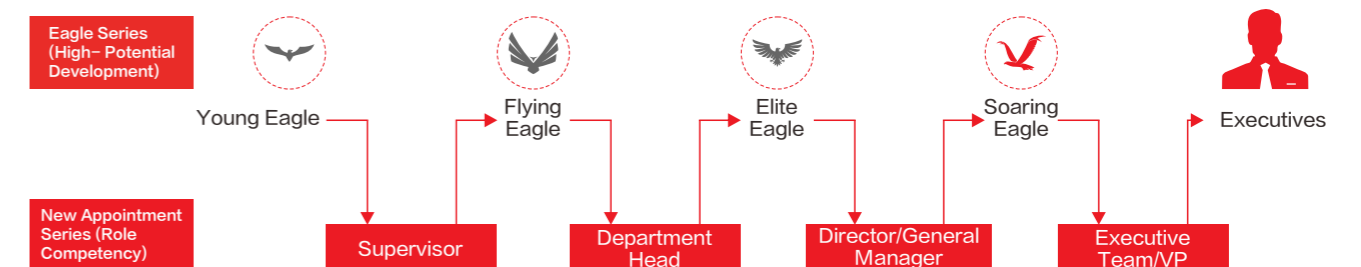 Eagle Series
(High- Potential
Development)
Young Eagle
Flying
Eagle
Elite
Eagle
Soaring
Eagle
Executives
New Appointment
Series (Role
Competency)
Supervisor
Department
Head
Director/General
Manager
Executive
Team/VP